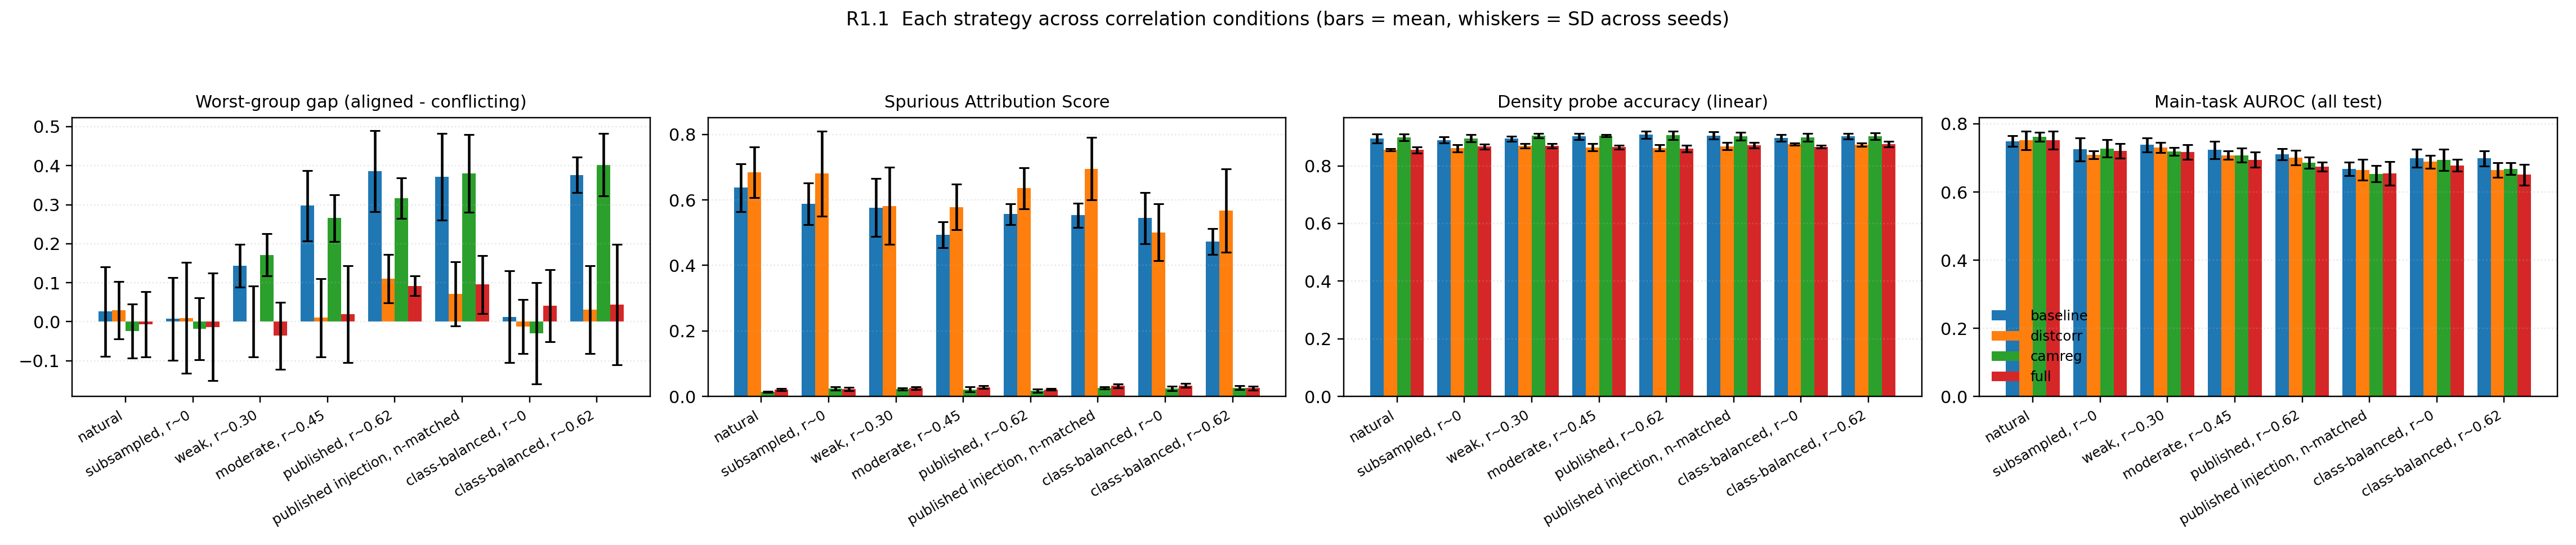 R1.1  Each strategy across correlation conditions (bars = mean, whiskers = SD across seeds)
Worst-group gap (aligned - conflicting)
0.5
0.4
0.3
0.2
0.1
0.0
−0.1
natural
subsampled, r~0
weak, r~0.30
moderate, r~0.45
published, r~0.62
published injection, n-matched
class-balanced, r~0
class-balanced, r~0.62
Spurious Attribution Score
0.8
0.6
0.4
0.2
0.0
natural
subsampled, r~0
weak, r~0.30
moderate, r~0.45
published, r~0.62
published injection, n-matched
class-balanced, r~0
class-balanced, r~0.62
Density probe accuracy (linear)
0.8
0.6
0.4
0.2
0.0
natural
subsampled, r~0
weak, r~0.30
moderate, r~0.45
published, r~0.62
published injection, n-matched
class-balanced, r~0
class-balanced, r~0.62
Main-task AUROC (all test)
0.8
0.6
0.4
0.2
0.0
baseline
distcorr
camreg
full
natural
subsampled, r~0
weak, r~0.30
moderate, r~0.45
published, r~0.62
published injection, n-matched
class-balanced, r~0
class-balanced, r~0.62